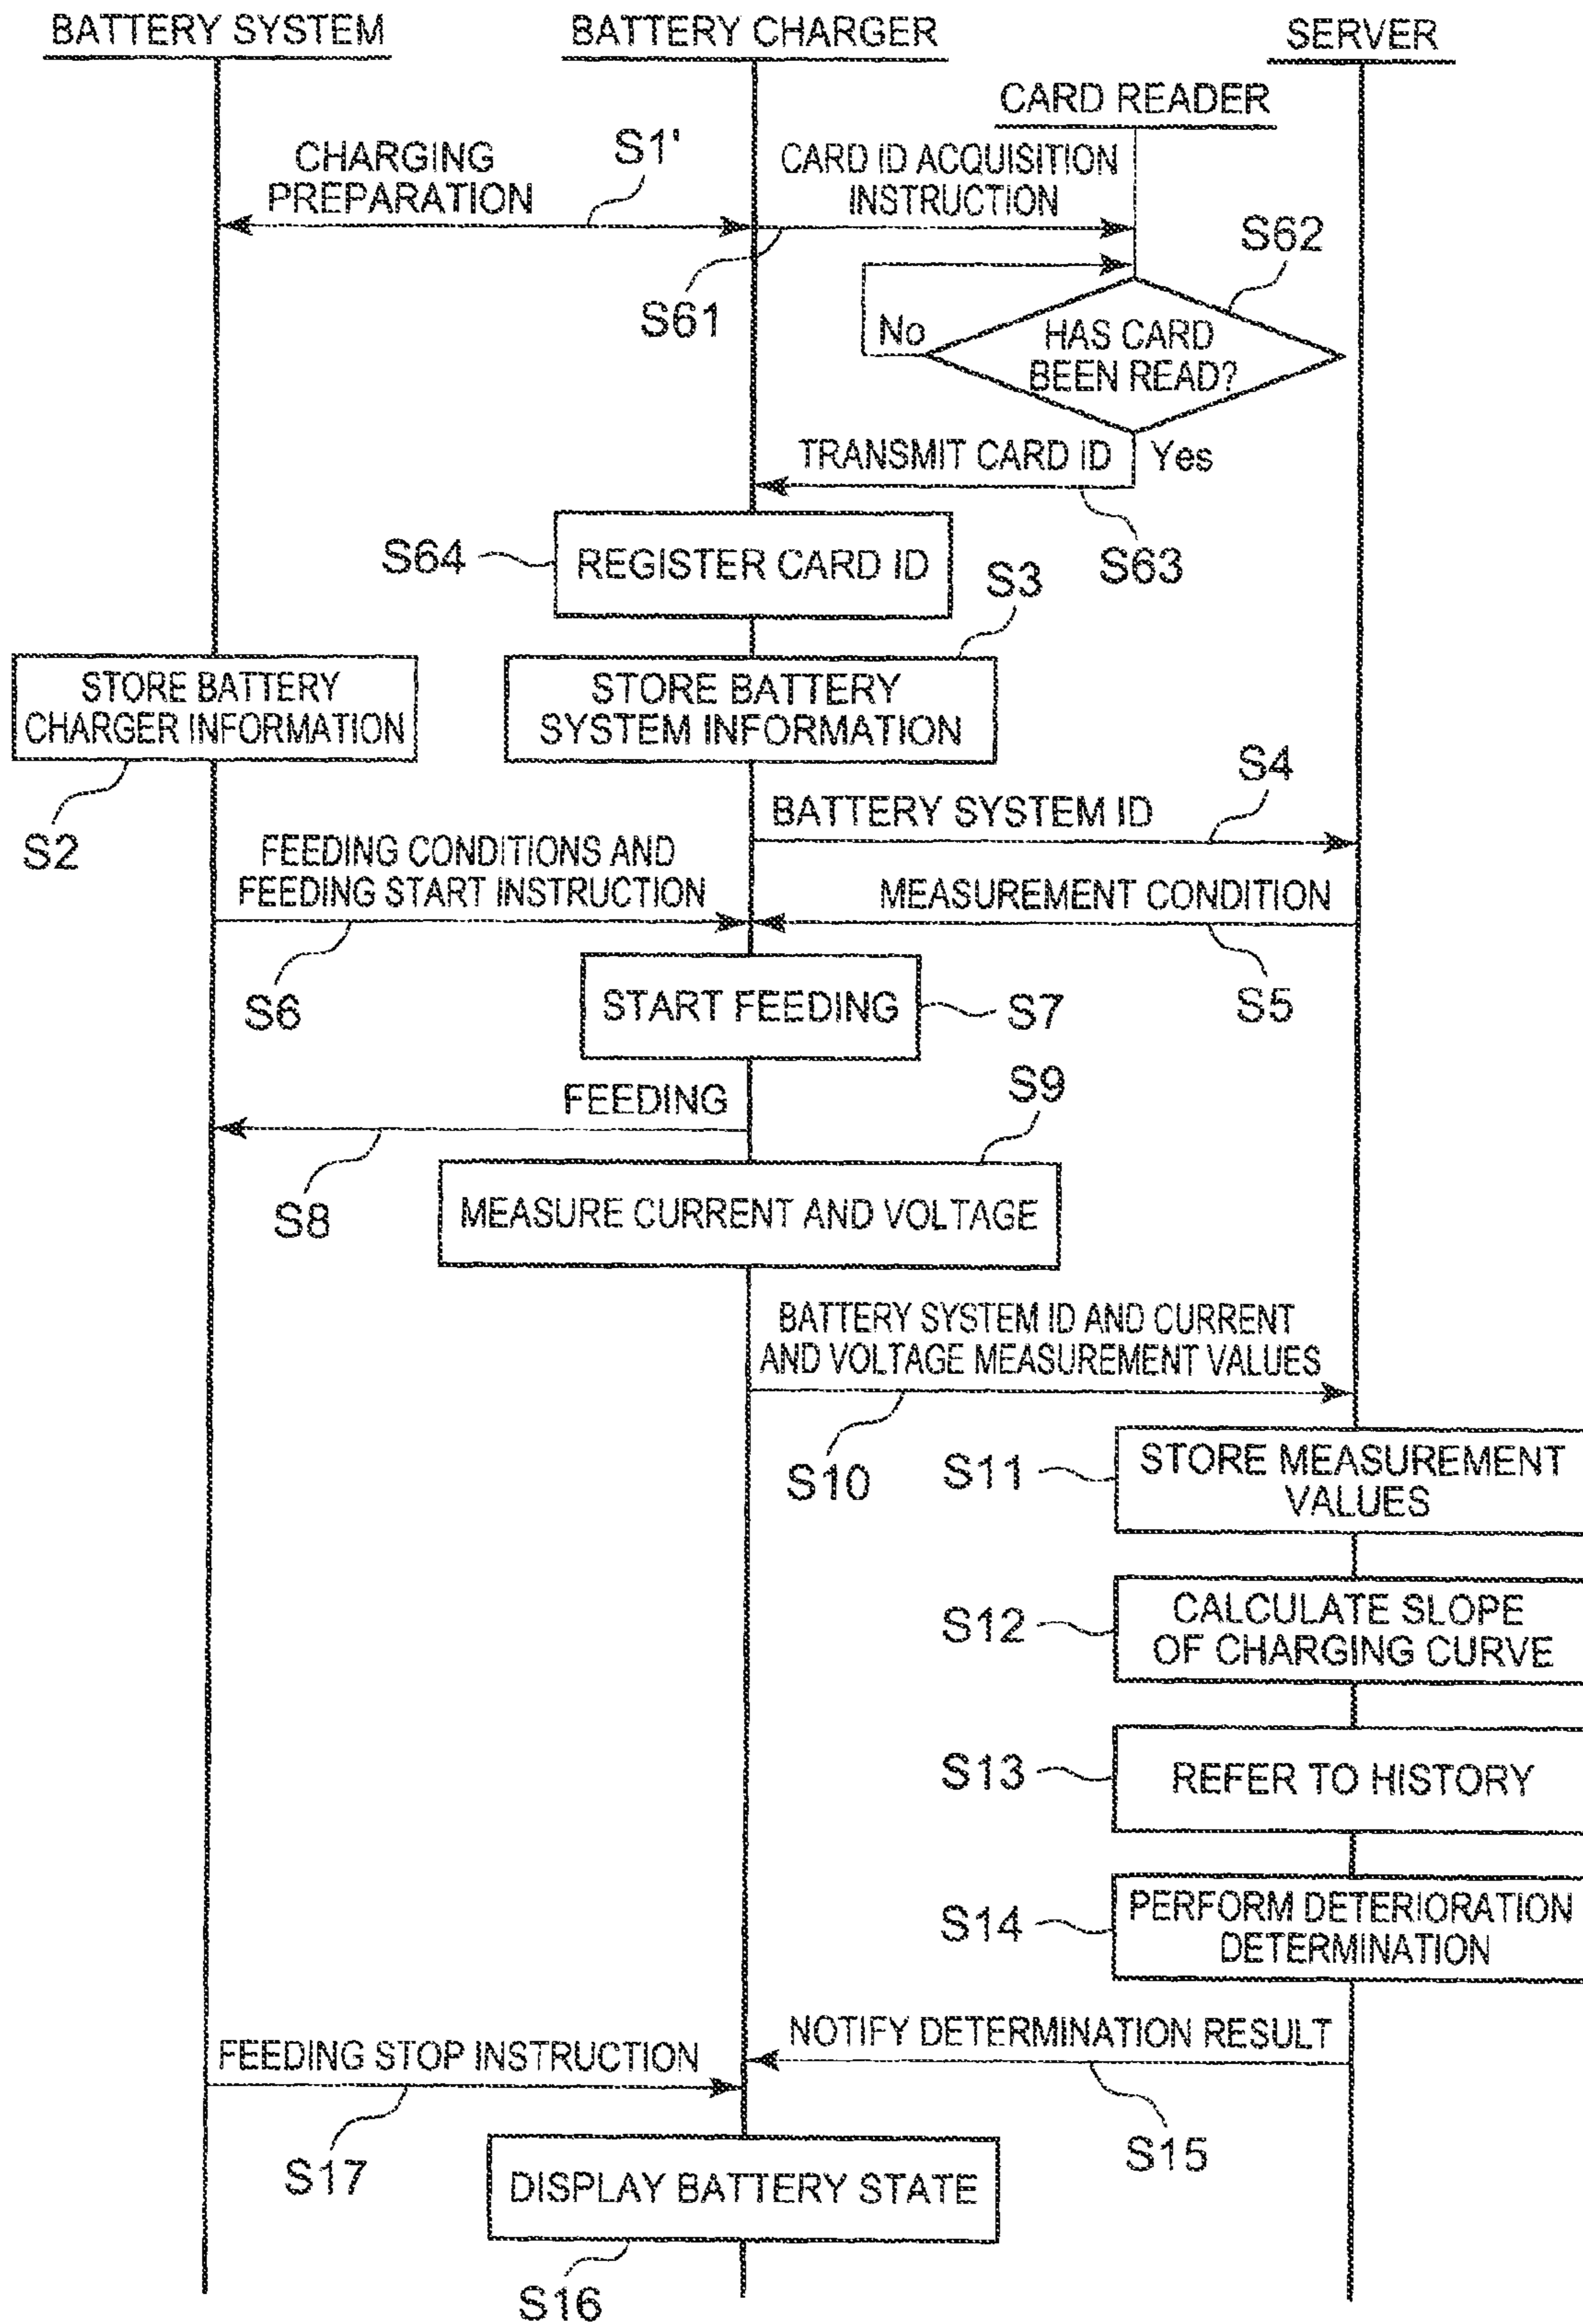 BATTERY SYSTEM
BATTERY CHARGER
SERVER
CARD READER
CHARGING
PREPARATION
S1'
CARD ID ACQUISITION
INSTRUCTION
S61
S62
No
HAS CARD
BEEN READ?
TRANSMIT CARD ID
Yes
S63
S64
REGISTER CARD ID
S3
STORE BATTERY
CHARGER INFORMATION
STORE BATTERY
SYSTEM INFORMATION
S2
S4
BATTERY SYSTEM ID
FEEDING CONDITIONS AND
FEEDING START INSTRUCTION
MEASUREMENT CONDITION
S6
START FEEDING
S7
S5
FEEDING
S9
S8
MEASURE CURRENT AND VOLTAGE
BATTERY SYSTEM ID AND CURRENT
AND VOLTAGE MEASUREMENT VALUES
S10
S11
STORE MEASUREMENT
VALUES
S12
CALCULATE SLOPE
OF CHARGING CURVE
S13
REFER TO HISTORY
S14
PERFORM DETERIORATION
DETERMINATION
NOTIFY DETERMINATION RESULT
FEEDING STOP INSTRUCTION
S15
S17
DISPLAY BATTERY STATE
S16